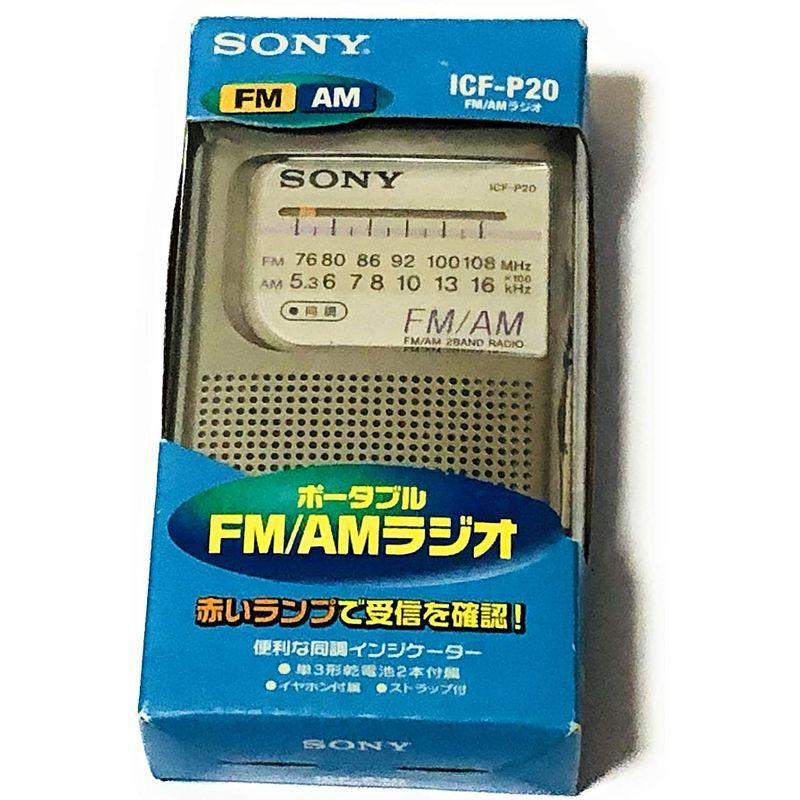 SONY
ICF-P20
FM AM
FM/AMラジオ
SONY
ICF-P20
FM 76 80 86 92 100 108 MHz
AM 5.3 6 7 8 10 13 16 ×100 kHz
●同調
FM/AM
FM/AM 2BAND RADIO
ポータブル
FM/AMラジオ
赤いランプで受信を確認!
便利な同調インジケーター
●単3形乾電池2本付属
●イヤホン付属 ●ストラップ付
SONY